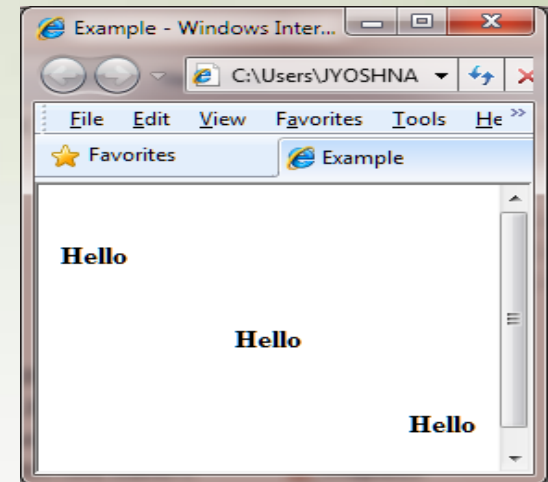 Example - Windows Inter...
C:\Users\JYOSHNA
File Edit View Favorites Tools He »
Favorites Example
Hello
Hello
Hello